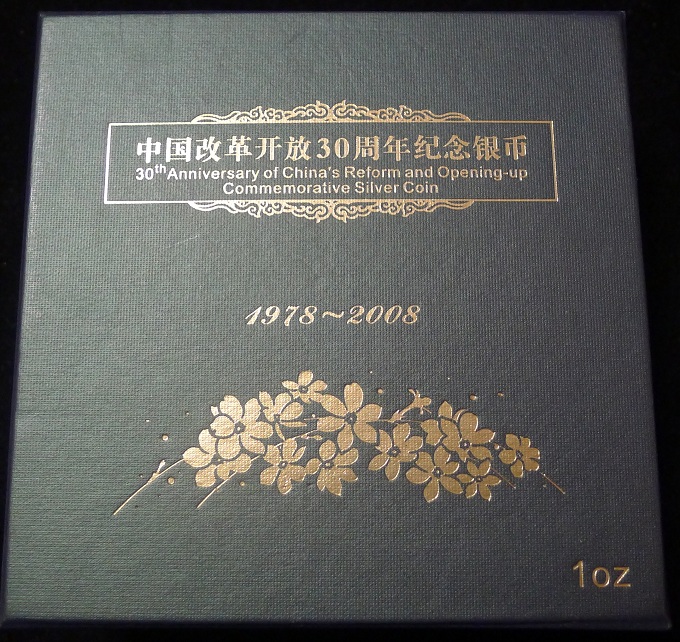 中国改革开放30周年纪念银币
30th Anniversary of China's Reform and Opening-up
Commemorative Silver Coin
1978~2008
1oz